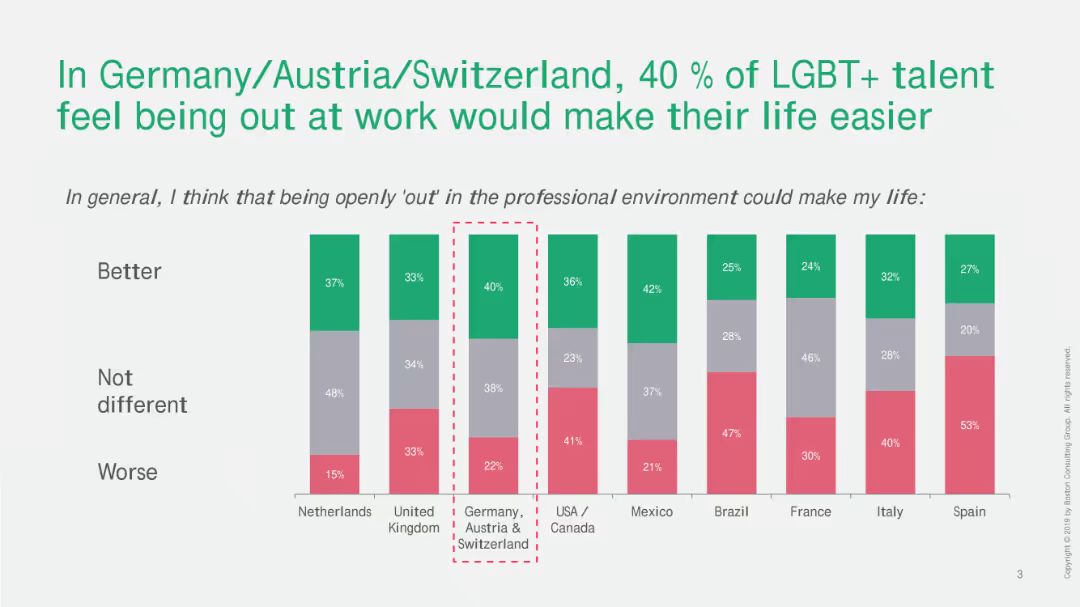 In Germany/Austria/Switzerland, 40 % of LGBT+ talent
feel being out at work would make their life easier
In general, I think that being openly 'out' in the professional environment could make my life:
Better
Not
different
Worse
37%
33%
40%
36%
42%
25%
24%
32%
27%
48%
34%
38%
23%
37%
28%
46%
28%
20%
15%
33%
22%
41%
21%
47%
30%
40%
53%
Netherlands
United
Kingdom
Germany,
Austria &
Switzerland
USA /
Canada
Mexico
Brazil
France
Italy
Spain
3
Copyright © 2019 by Boston Consulting Group. All rights reserved.